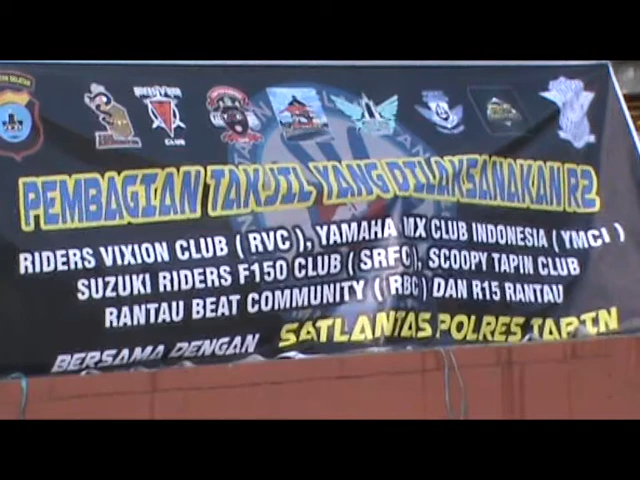 PEMBAGIAN TAKJIL YANG DILAKSANAKAN R2
RIDERS VIXION CLUB ( RVC ), YAMAHA MX CLUB INDONESIA ( YMCI )
SUZUKI RIDERS F150 CLUB ( SRFC ), SCOOPY TAPIN CLUB
RANTAU BEAT COMMUNITY ( RBC ) DAN R15 RANTAU
BERSAMA DENGAN SATLANTAS POLRES TAPIN